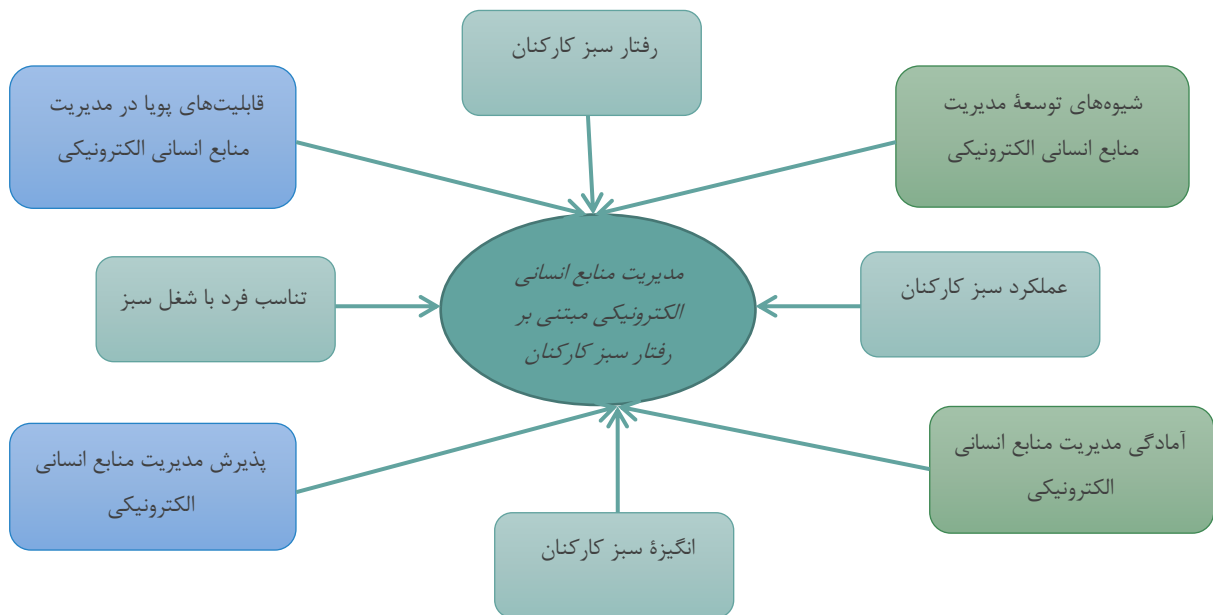 رفتار سبز کارکنان
شیوه‌های توسعهٔ مدیریت
منابع انسانی الکترونیکی
قابلیت‌های پویا در مدیریت
منابع انسانی الکترونیکی
عملکرد سبز کارکنان
مدیریت منابع انسانی
الکترونیکی مبتنی بر
رفتار سبز کارکنان
تناسب فرد با شغل سبز
آمادگی مدیریت منابع انسانی
الکترونیکی
پذیرش مدیریت منابع انسانی
الکترونیکی
انگیزهٔ سبز کارکنان